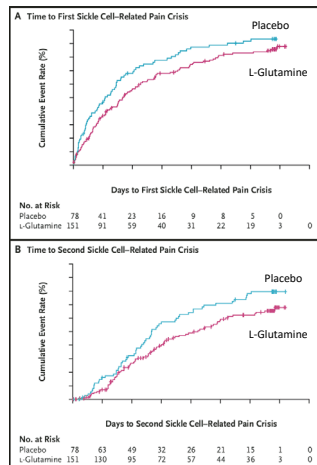 A Time to First Sickle Cell–Related Pain Crisis
Placebo
L-Glutamine
Cumulative Event Rate (%)
Days to First Sickle Cell–Related Pain Crisis
No. at Risk
Placebo 78 41 23 16 9 8 5 0
L-Glutamine 151 91 59 40 31 22 19 3 0
B Time to Second Sickle Cell–Related Pain Crisis
Placebo
L-Glutamine
Cumulative Event Rate (%)
Days to Second Sickle Cell–Related Pain Crisis
No. at Risk
Placebo 78 63 49 32 26 21 15 1 0
L-Glutamine 151 130 95 72 57 44 36 3 0